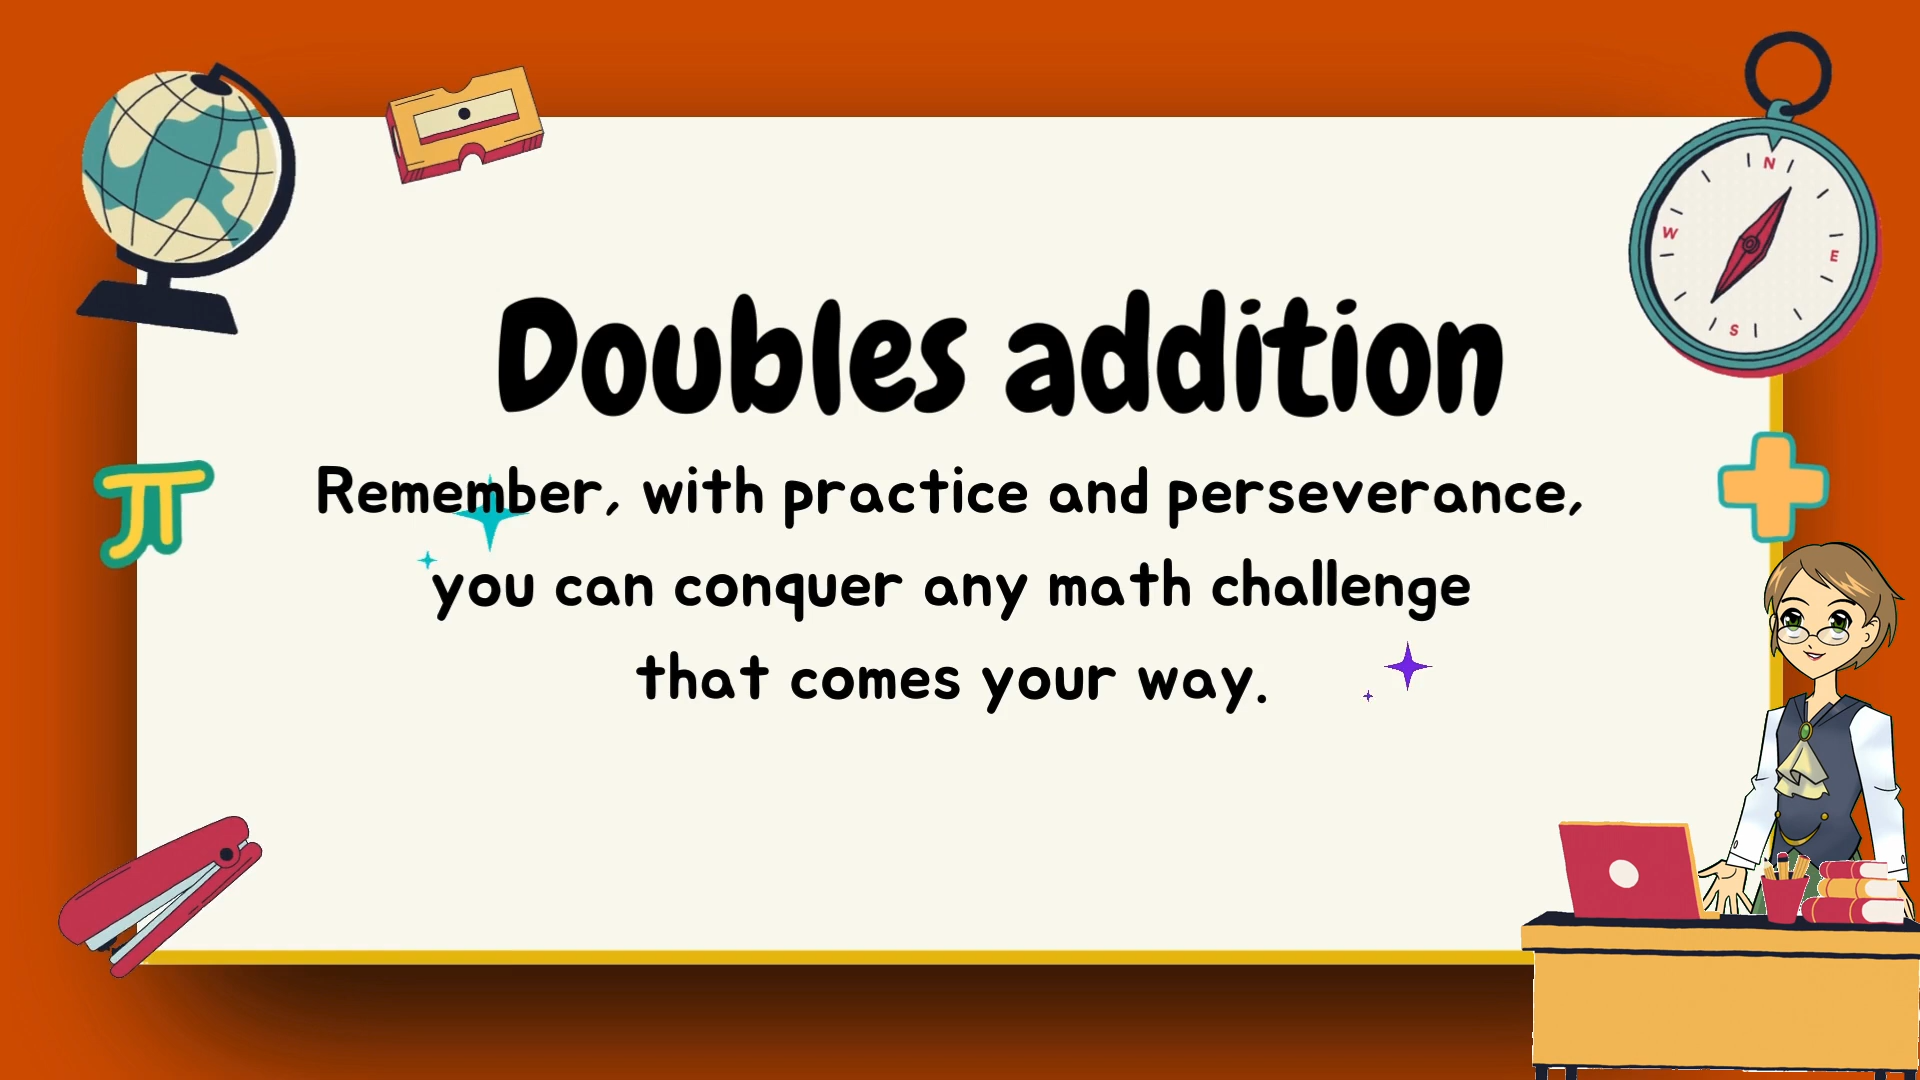 Doubles addition
Remember, with practice and perseverance,
you can conquer any math challenge
that comes your way.
N
W
E
S
π